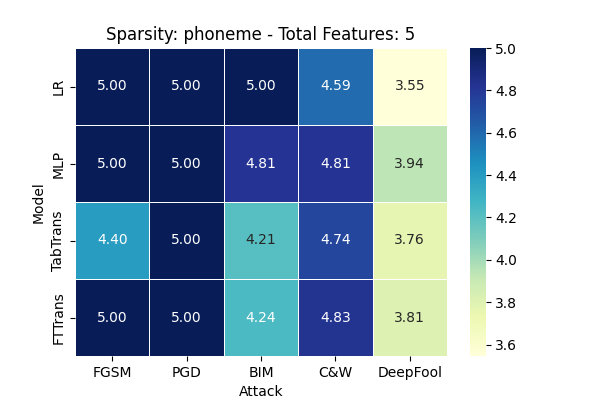 Sparsity: phoneme - Total Features: 5
Model
LR 5.00 5.00 5.00 4.59 3.55
MLP 5.00 5.00 4.81 4.81 3.94
TabTrans 4.40 5.00 4.21 4.74 3.76
FTTrans 5.00 5.00 4.24 4.83 3.81
FGSM PGD BIM C&W DeepFool
Attack
5.0
4.8
4.6
4.4
4.2
4.0
3.8
3.6